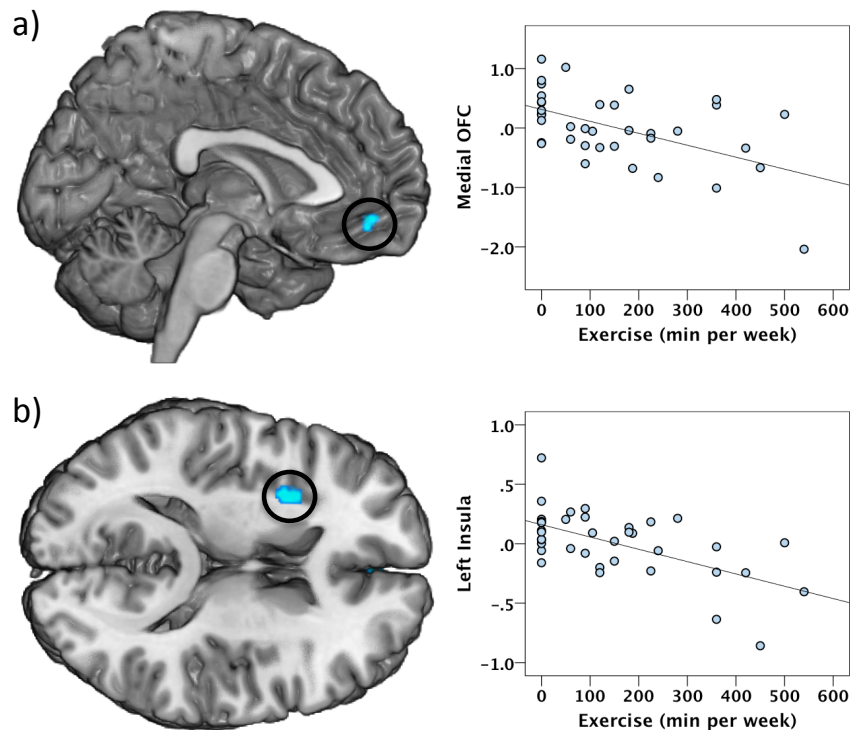 a)
Medial OFC
1.0
.0
-1.0
-2.0
0 100 200 300 400 500 600
Exercise (min per week)
b)
Left Insula
1.0
.5
.0
-.5
-1.0
0 100 200 300 400 500 600
Exercise (min per week)